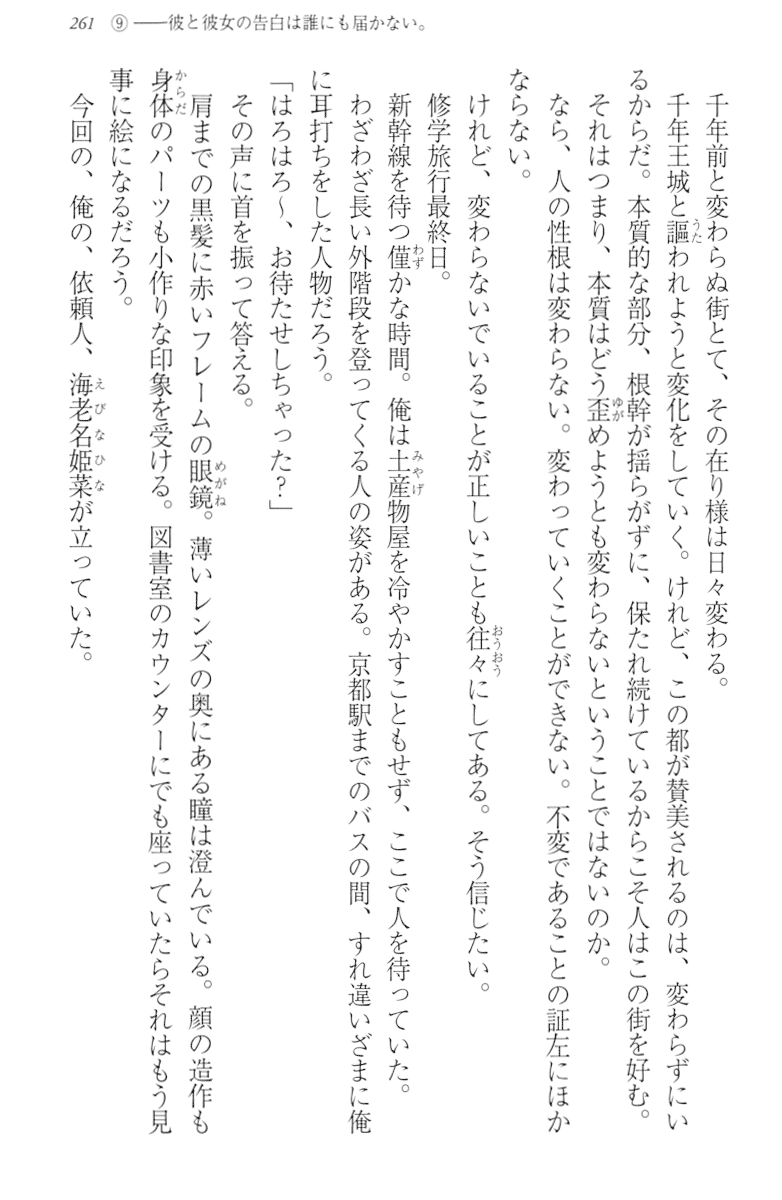 261 ⑨──彼と彼女の告白は誰にも届かない。
千年前と変わらぬ街とて、その在り様は日々変わる。
千年王城と謳われようと変化をしていく。けれど、この都が賛美されるのは、変わらずにい
るからだ。本質的な部分、根幹が揺らがずに、保たれ続けているからこそ人はこの街を好む。
それはつまり、本質はどう歪めようとも変わらないということではないのか。
なら、人の性根は変わらない。変わっていくことができない。不変であることの証左にほか
ならない。
けれど、変わらないでいることが正しいことも往々にしてある。そう信じたい。
修学旅行最終日。
新幹線を待つ僅かな時間。俺は土産物屋を冷やかすこともせず、ここで人を待っていた。
わざわざ長い外階段を登ってくる人の姿がある。京都駅までのバスの間、すれ違いざまに俺
に耳打ちをした人物だろう。
「はろはろ〜、お待たせしちゃった？」
その声に首を振って答える。
肩までの黒髪に赤いフレームの眼鏡。薄いレンズの奥にある瞳は澄んでいる。顔の造作も
身体のパーツも小作りな印象を受ける。図書室のカウンターにでも座っていたらそれはもう見
事に絵になるだろう。
今回の、俺の、依頼人、海老名姫菜が立っていた。